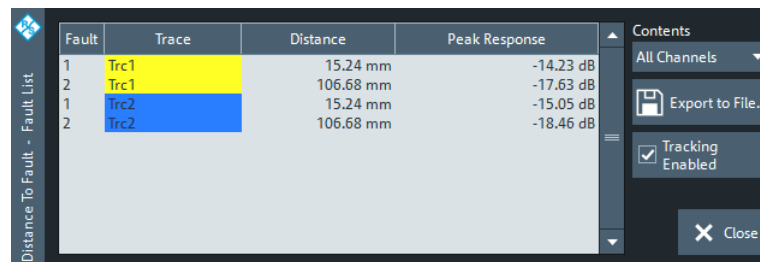 R&S
Distance To Fault - Fault List
Fault Trace Distance Peak Response
1 Trc1 15.24 mm -14.23 dB
2 Trc1 106.68 mm -17.63 dB
1 Trc2 15.24 mm -15.05 dB
2 Trc2 106.68 mm -18.46 dB
Contents
All Channels
Export to File.
Tracking
Enabled
Close